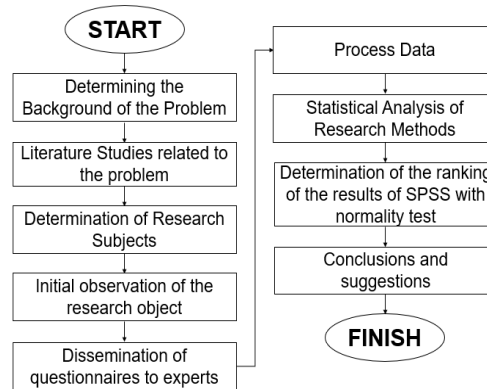 START
Determining the
Background of the Problem
Literature Studies related to
the problem
Determination of Research
Subjects
Initial observation of the
research object
Dissemination of
questionnaires to experts
Process Data
Statistical Analysis of
Research Methods
Determination of the ranking
of the results of SPSS with
normality test
Conclusions and
suggestions
FINISH